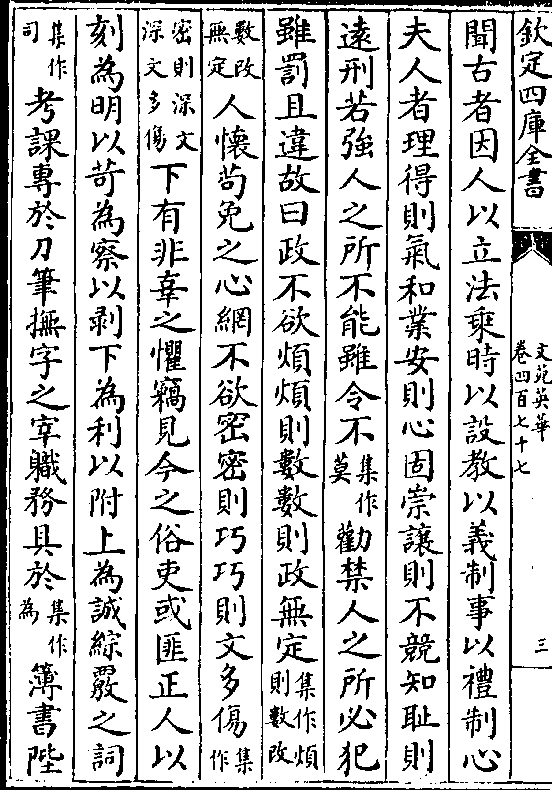 欽定四庫全書
文苑英華
卷四百七十七
三
聞古者因人以立法乘時以設教以義制事以禮制心
夫人者理得則氣和業安則心固崇讓則不競知耻則
逺刑若強人之所不能雖令不集作莫勸禁人之所必犯
雖罰且違故曰政不欲煩煩則數數則政無定集作煩則數改
數改無定人懷苟免之心網不欲密密則巧巧則文多傷集作
密則深文深文多傷下有非辜之懼竊見今之俗吏或匪正人以
刻為明以苛為察以剥下為利以附上為誠綜覈之詞
集作司考課專於刀筆撫字之宰職務具於集作為簿書陛